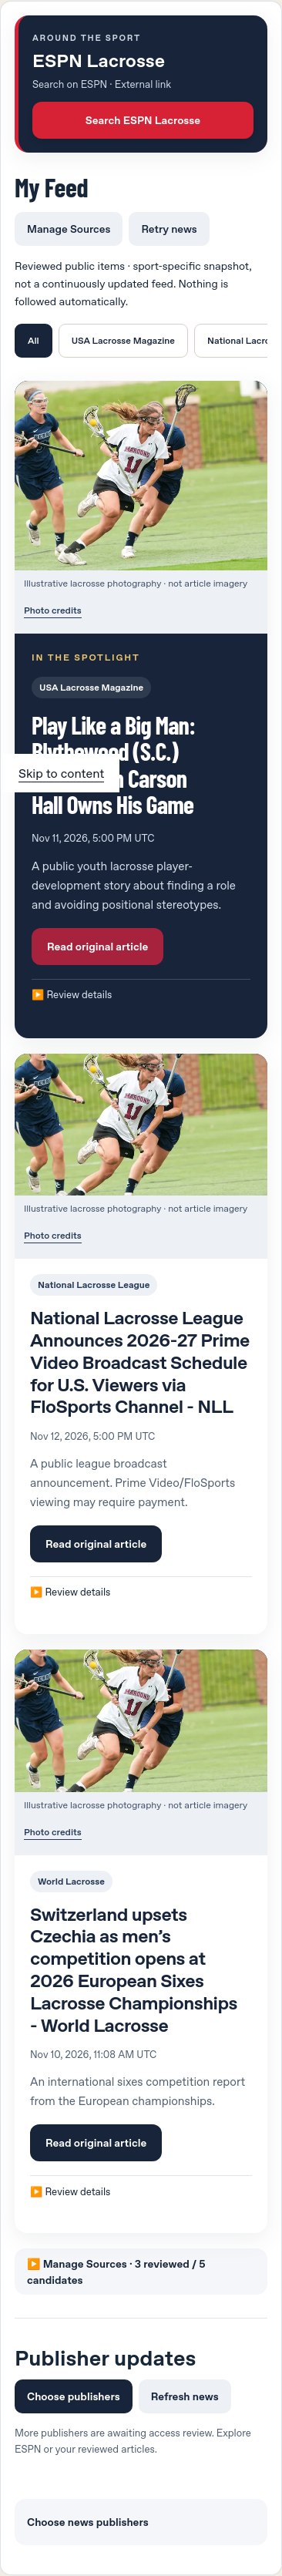 AROUND THE SPORT
ESPN Lacrosse
Search on ESPN · External link
Search ESPN Lacrosse
My Feed
Manage Sources
Retry news
Reviewed public items · sport-specific snapshot,
not a continuously updated feed. Nothing is
followed automatically.
All
USA Lacrosse Magazine
National
Illustrative lacrosse photography · not article imagery
Photo credits
IN THE SPOTLIGHT
USA Lacrosse Magazine
Play Like a Big Man:
Blythewood (S.C.)
Skip to content
Carson
Hall Owns His Game
Nov 11, 2026, 5:00 PM UTC
A public youth lacrosse player-
development story about finding a role
and avoiding positional stereotypes.
Read original article
Review details
Illustrative lacrosse photography · not article imagery
Photo credits
National Lacrosse League
National Lacrosse League
Announces 2026-27 Prime
Video Broadcast Schedule
for U.S. Viewers via
FloSports Channel - NLL
Nov 12, 2026, 5:00 PM UTC
A public league broadcast
announcement. Prime Video/FloSports
viewing may require payment.
Read original article
Review details
Illustrative lacrosse photography · not article imagery
Photo credits
World Lacrosse
Switzerland upsets
Czechia as men’s
competition opens at
2026 European Sixes
Lacrosse Championships
- World Lacrosse
Nov 10, 2026, 11:08 AM UTC
An international sixes competition report
from the European championships.
Read original article
Review details
Manage Sources · 3 reviewed / 5
candidates
Publisher updates
Choose publishers
Refresh news
More publishers are awaiting access review. Explore
ESPN or your reviewed articles.
Choose news publishers